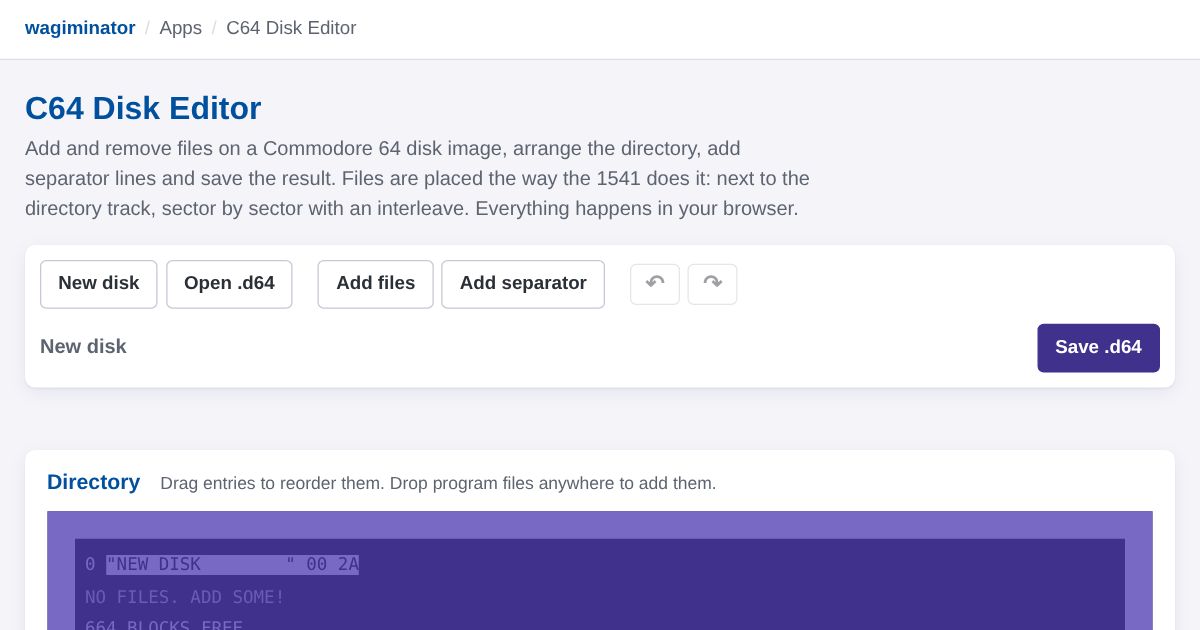 wagiminator / Apps / C64 Disk Editor
C64 Disk Editor
Add and remove files on a Commodore 64 disk image, arrange the directory, add
separator lines and save the result. Files are placed the way the 1541 does it: next to the
directory track, sector by sector with an interleave. Everything happens in your browser.
New disk Open .d64 Add files Add separator ↶ ↷
New disk Save .d64
Directory Drag entries to reorder them. Drop program files anywhere to add them.
0 "NEW DISK        " 00 2A
NO FILES. ADD SOME!
664 BLOCKS FREE